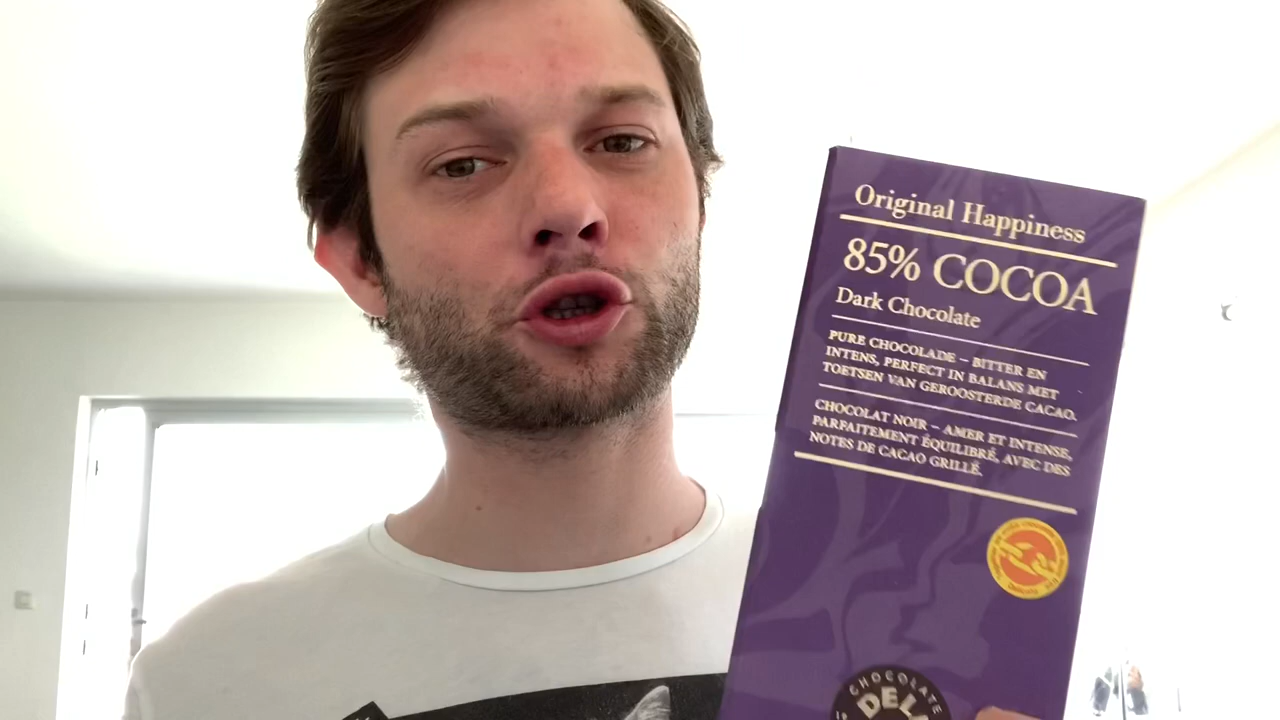 Original Happiness
85% COCOA
Dark Chocolate
PURE CHOCOLADE – BITTER EN
INTENS, PERFECT IN BALANS MET
TOETSEN VAN GEROOSTERDE CACAO.
CHOCOLAT NOIR – AMER ET INTENSE,
PARFAITEMENT ÉQUILIBRÉ, AVEC DES
NOTES DE CACAO GRILLÉ.
CHOCOLATE